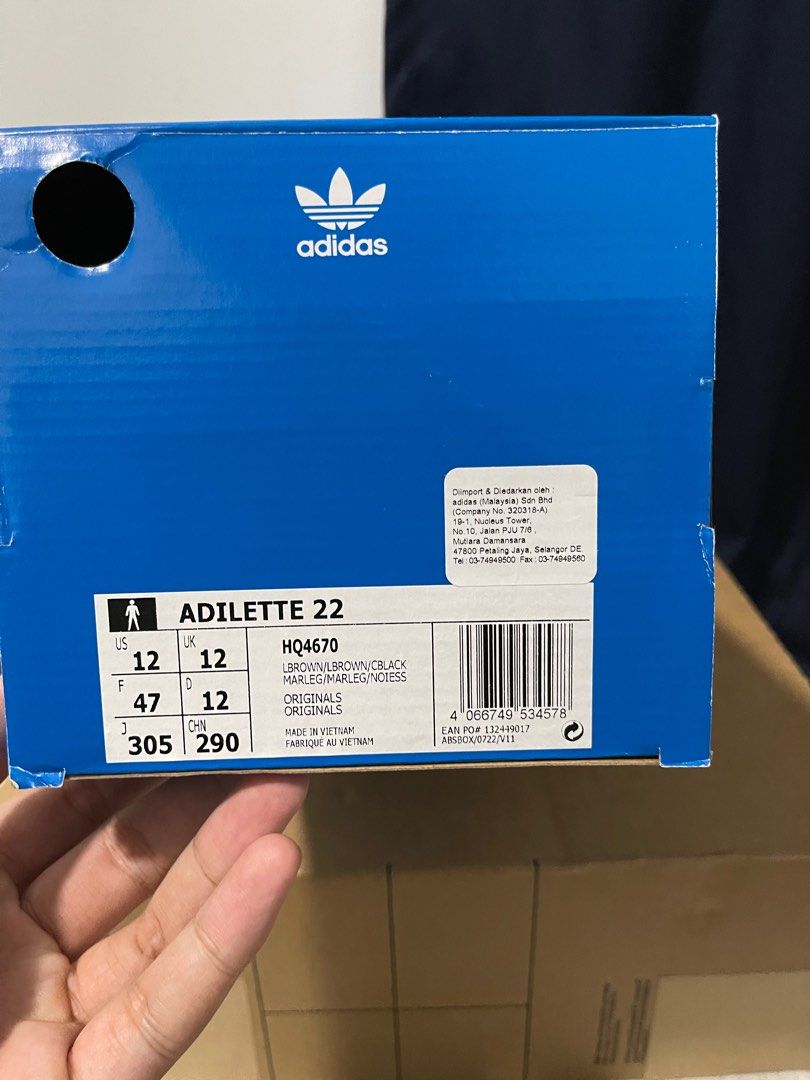 adidas
Diimport & Diedarkan oleh :
adidas (Malaysia) Sdn Bhd
(Company No. 320318-A)
19-1, Nucleus Tower,
No.10, Jalan PJU 7/6 ,
Mutiara Damansara
47800 Petaling Jaya, Selangor DE.
Tel : 03-74949500 Fax : 03-74949560
ADILETTE 22
US 12
UK 12
F 47
D 12
J 305
CHN 290
HQ4670
LBROWN/LBROWN/CBLACK
MARLEG/MARLEG/NOIESS
ORIGINALS
ORIGINALS
MADE IN VIETNAM
FABRIQUÉ AU VIETNAM
4 066749 534578
EAN PO# 132449017
ABSBOX/0722/V11